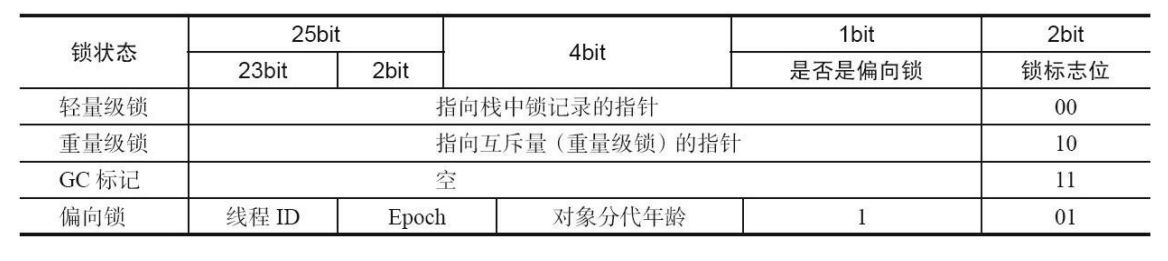 锁状态 25bit 4bit 1bit 2bit
23bit 2bit 是否是偏向锁 锁标志位
轻量级锁 指向栈中锁记录的指针 00
重量级锁 指向互斥量（重量级锁）的指针 10
GC 标记 空 11
偏向锁 线程 ID Epoch 对象分代年龄 1 01